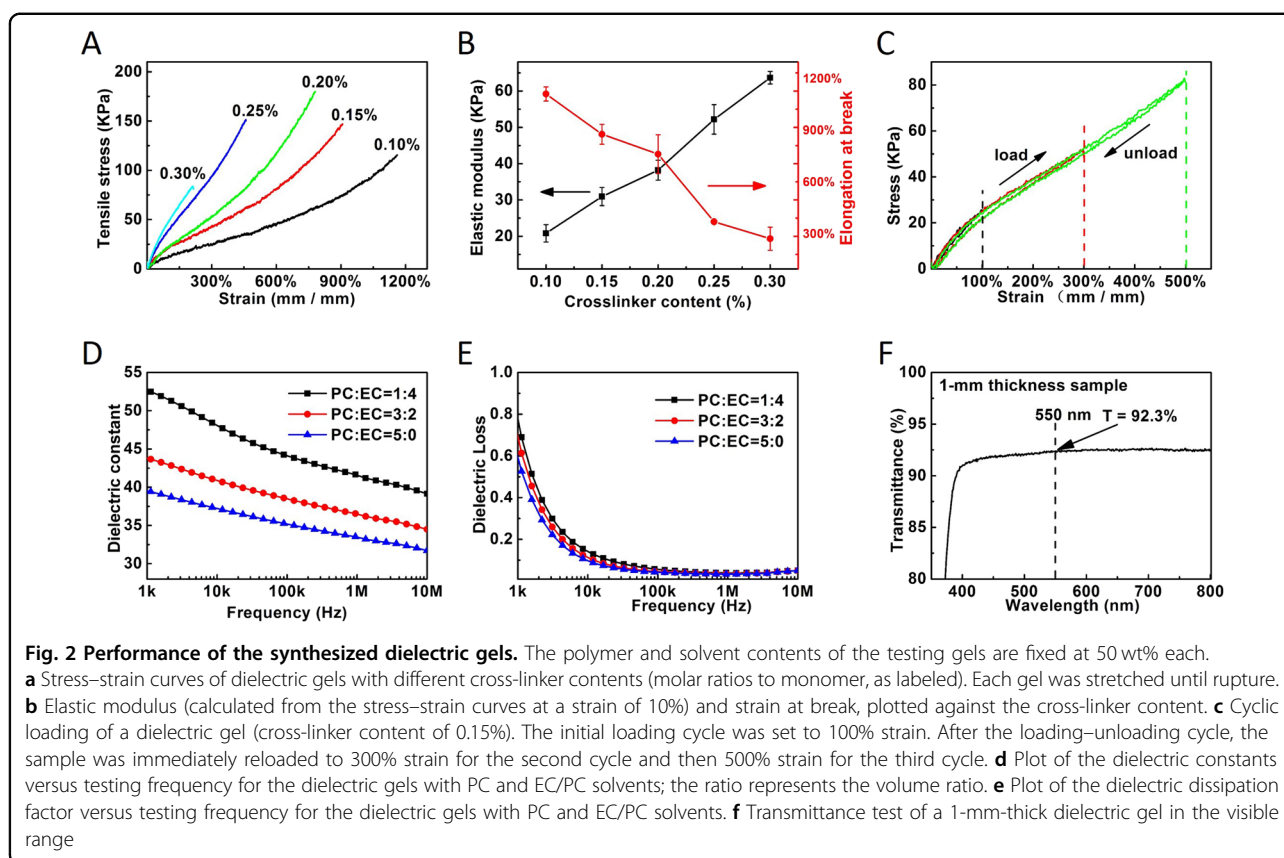 A
B
C
200
150
100
50
0
Tensile stress (KPa)
0.30%
0.25%
0.20%
0.15%
0.10%
300% 600% 900% 1200%
Strain (mm / mm)
60
50
40
30
20
Elastic modulus (KPa)
1200%
900%
600%
300%
Elongation at break
0.10 0.15 0.20 0.25 0.30
Crosslinker content (%)
80
60
40
20
0
Stress (KPa)
load
unload
100% 200% 300% 400% 500%
Strain （mm / mm)
D
E
F
55
50
45
40
35
30
Dielectric constant
PC:EC=1:4
PC:EC=3:2
PC:EC=5:0
1k 10k 100k 1M 10M
Frequency (Hz)
1.0
0.8
0.6
0.4
0.2
Dielectric Loss
PC:EC=1:4
PC:EC=3:2
PC:EC=5:0
1k 10k 100k 1M 10M
Frequency (Hz)
100
95
90
85
80
Transmittance (%)
1-mm thickness sample
550 nm
T = 92.3%
400 500 600 700 800
Wavelength (nm)
Fig. 2 Performance of the synthesized dielectric gels. The polymer and solvent contents of the testing gels are fixed at 50 wt% each.
a Stress–strain curves of dielectric gels with different cross-linker contents (molar ratios to monomer, as labeled). Each gel was stretched until rupture.
b Elastic modulus (calculated from the stress–strain curves at a strain of 10%) and strain at break, plotted against the cross-linker content. c Cyclic
loading of a dielectric gel (cross-linker content of 0.15%). The initial loading cycle was set to 100% strain. After the loading–unloading cycle, the
sample was immediately reloaded to 300% strain for the second cycle and then 500% strain for the third cycle. d Plot of the dielectric constants
versus testing frequency for the dielectric gels with PC and EC/PC solvents; the ratio represents the volume ratio. e Plot of the dielectric dissipation
factor versus testing frequency for the dielectric gels with PC and EC/PC solvents. f Transmittance test of a 1-mm-thick dielectric gel in the visible
range